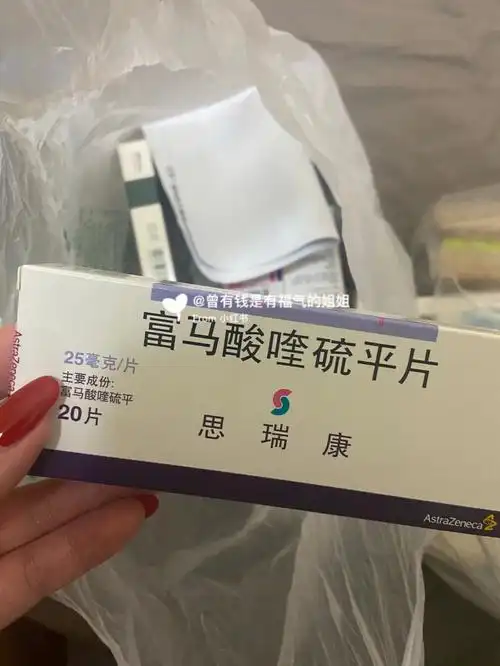 @曾有钱是有福气的姐姐
From 小红书
富马酸喹硫平片
25毫克/片
主要成份:
富马酸喹硫平
20片
思瑞康
AstraZeneca
AstraZeneca